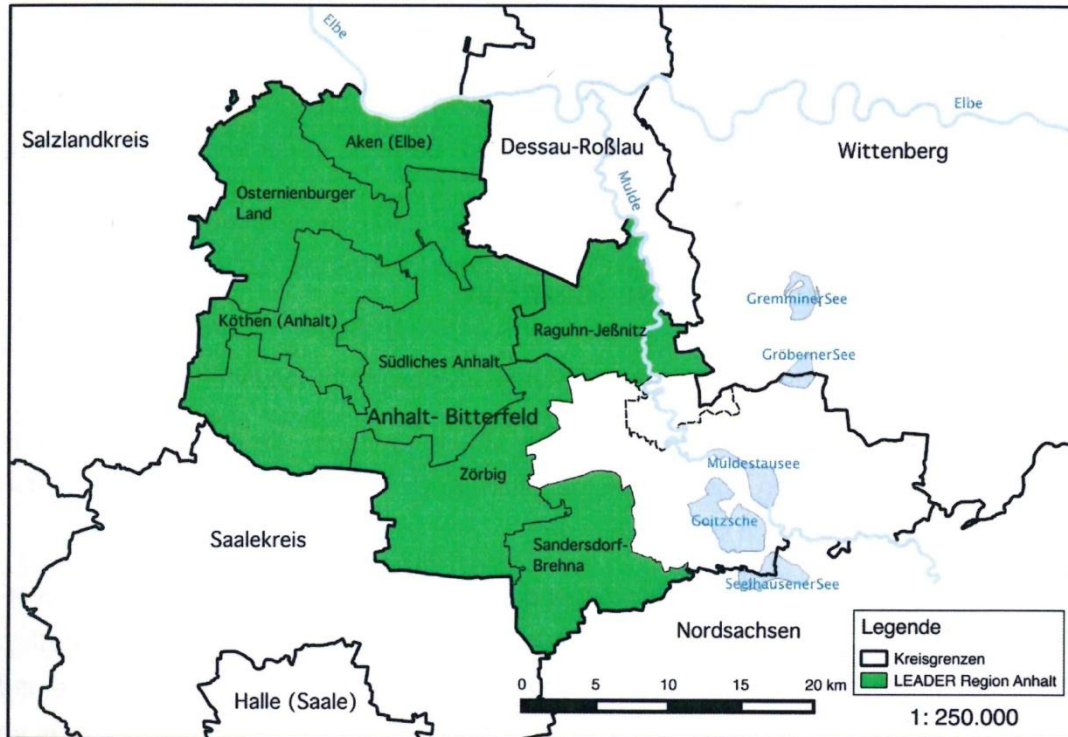 Elbe
Elbe
Salzlandkreis
Aken (Elbe)
Dessau-Roßlau
Wittenberg
Mulde
Osternienburger
Land
GremminerSee
Köthen (Anhalt)
Raguhn-Jeßnitz
GröbernerSee
Südliches Anhalt
Anhalt- Bitterfeld
Zörbig
Muldestausee
Goitzsche
Saalekreis
Sandersdorf-
Brehna
SeelhausenerSee
Nordsachsen
Halle (Saale)
0 5 10 15 20 km
Legende
Kreisgrenzen
LEADER Region Anhalt
1: 250.000